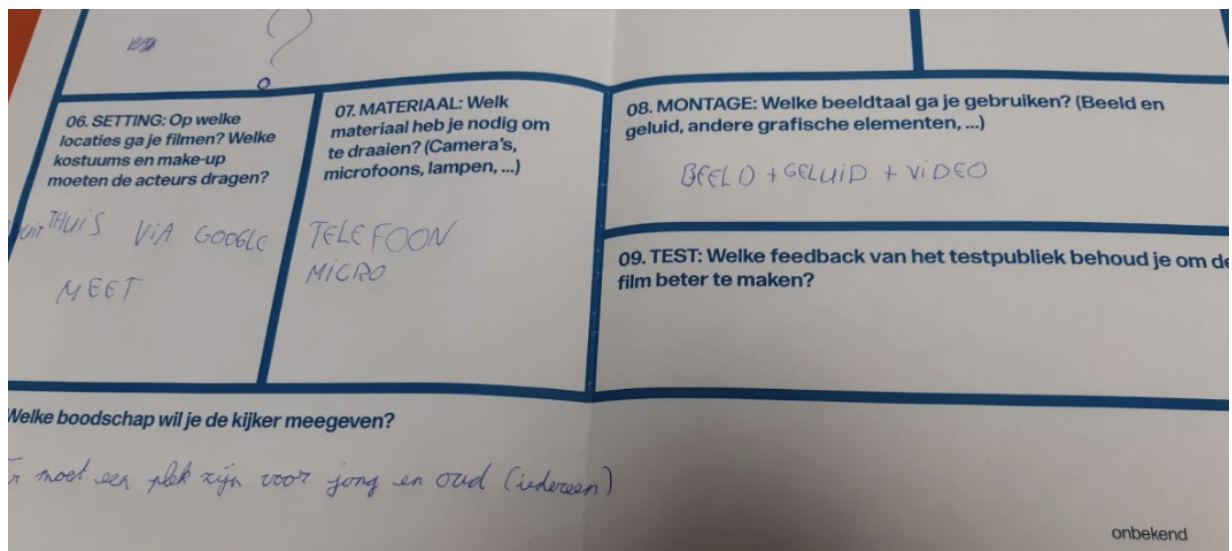 ?
06. SETTING: Op welke
locaties ga je filmen? Welke
kostuums en make-up
moeten de acteurs dragen?
THUIS VIA GOOGLE
MEET
07. MATERIAAL: Welk
materiaal heb je nodig om
te draaien? (Camera's,
microfoons, lampen, ...)
TELEFOON
MICRO
08. MONTAGE: Welke beeldtaal ga je gebruiken? (Beeld en
geluid, andere grafische elementen, ...)
BEELD + GELUID + VIDEO
09. TEST: Welke feedback van het testpubliek behoud je om de
film beter te maken?
Welke boodschap wil je de kijker meegeven?
moet een plek zijn voor jong en oud (iedereen)
onbekend